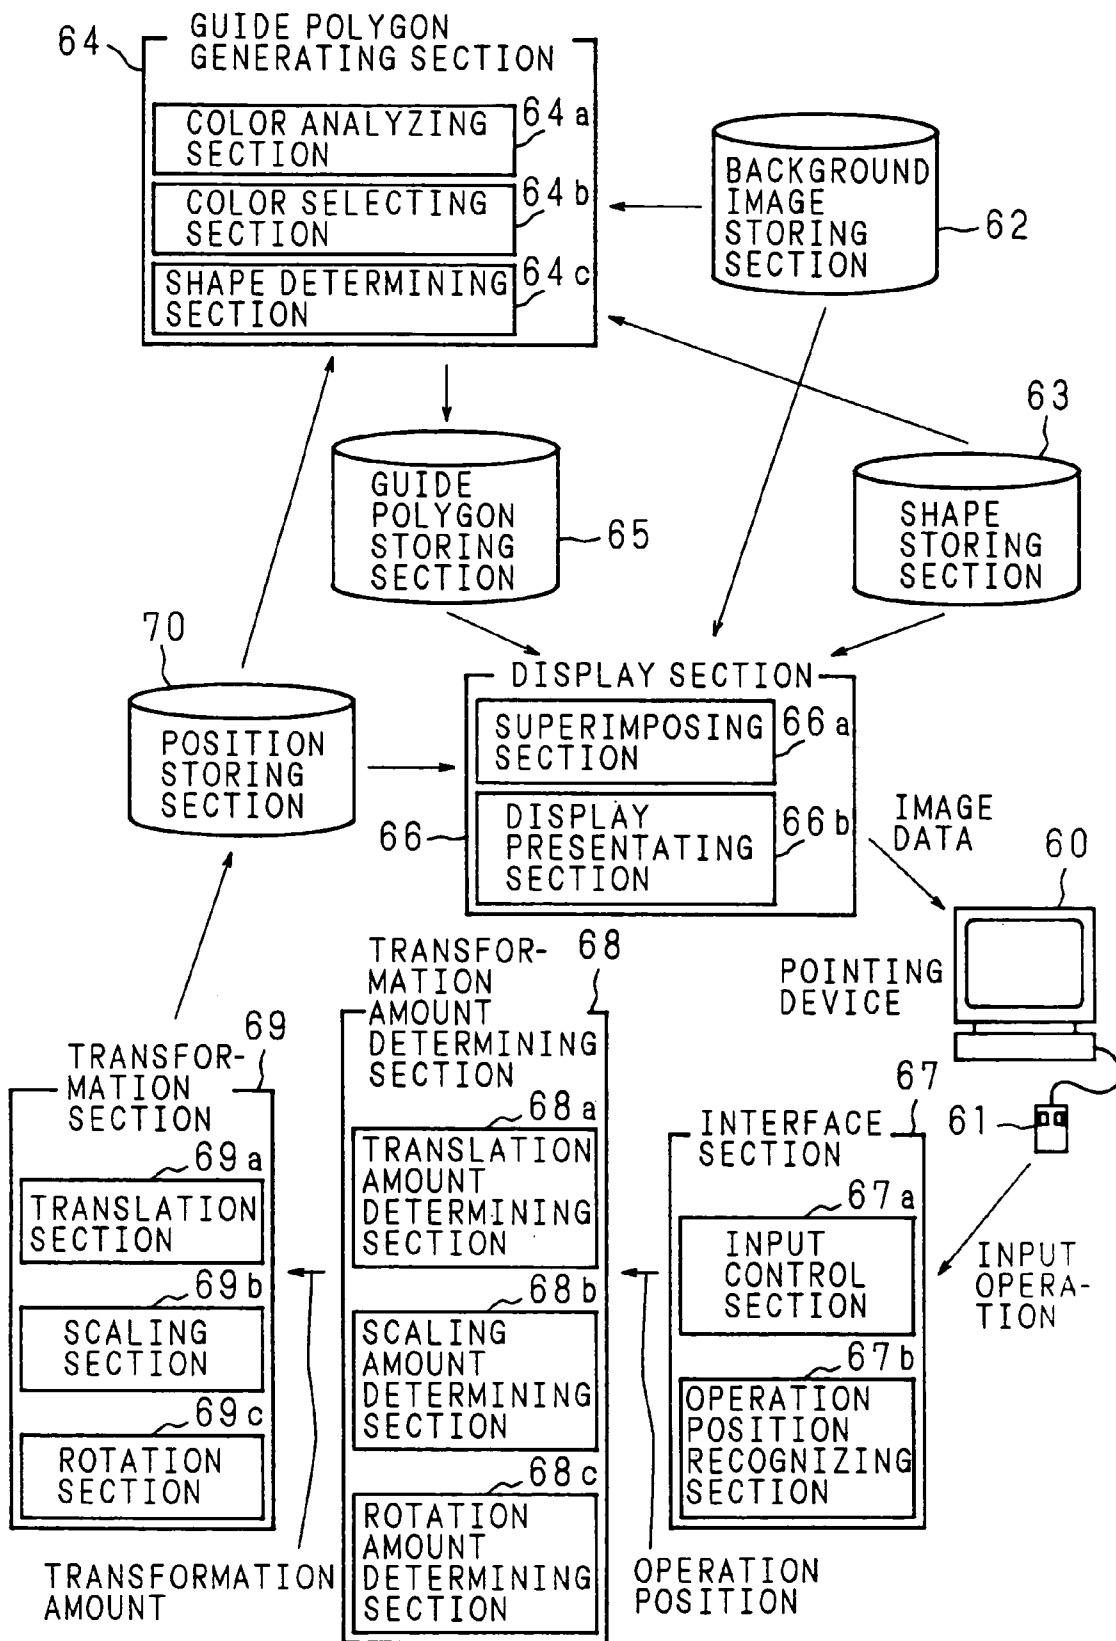 GUIDE POLYGON
GENERATING SECTION
64
COLOR ANALYZING
SECTION
64a
COLOR SELECTING
SECTION
64b
SHAPE DETERMINING
SECTION
64c
BACKGROUND
IMAGE
STORING
SECTION
62
63
SHAPE
STORING
SECTION
GUIDE
POLYGON
STORING
SECTION
65
70
POSITION
STORING
SECTION
DISPLAY SECTION
SUPERIMPOSING
SECTION
66a
66
DISPLAY
PRESENTATING
SECTION
66b
IMAGE
DATA
60
POINTING
DEVICE
61
TRANSFOR-
MATION
AMOUNT
DETERMINING
SECTION
68
68a
TRANSLATION
AMOUNT
DETERMINING
SECTION
68b
SCALING
AMOUNT
DETERMINING
SECTION
68c
ROTATION
AMOUNT
DETERMINING
SECTION
TRANSFOR-
MATION
SECTION
69
69a
TRANSLATION
SECTION
69b
SCALING
SECTION
69c
ROTATION
SECTION
INTERFACE
SECTION
67
67a
INPUT
CONTROL
SECTION
67b
OPERATION
POSITION
RECOGNIZING
SECTION
INPUT
OPERA-
TION
TRANSFORMATION
AMOUNT
OPERATION
POSITION